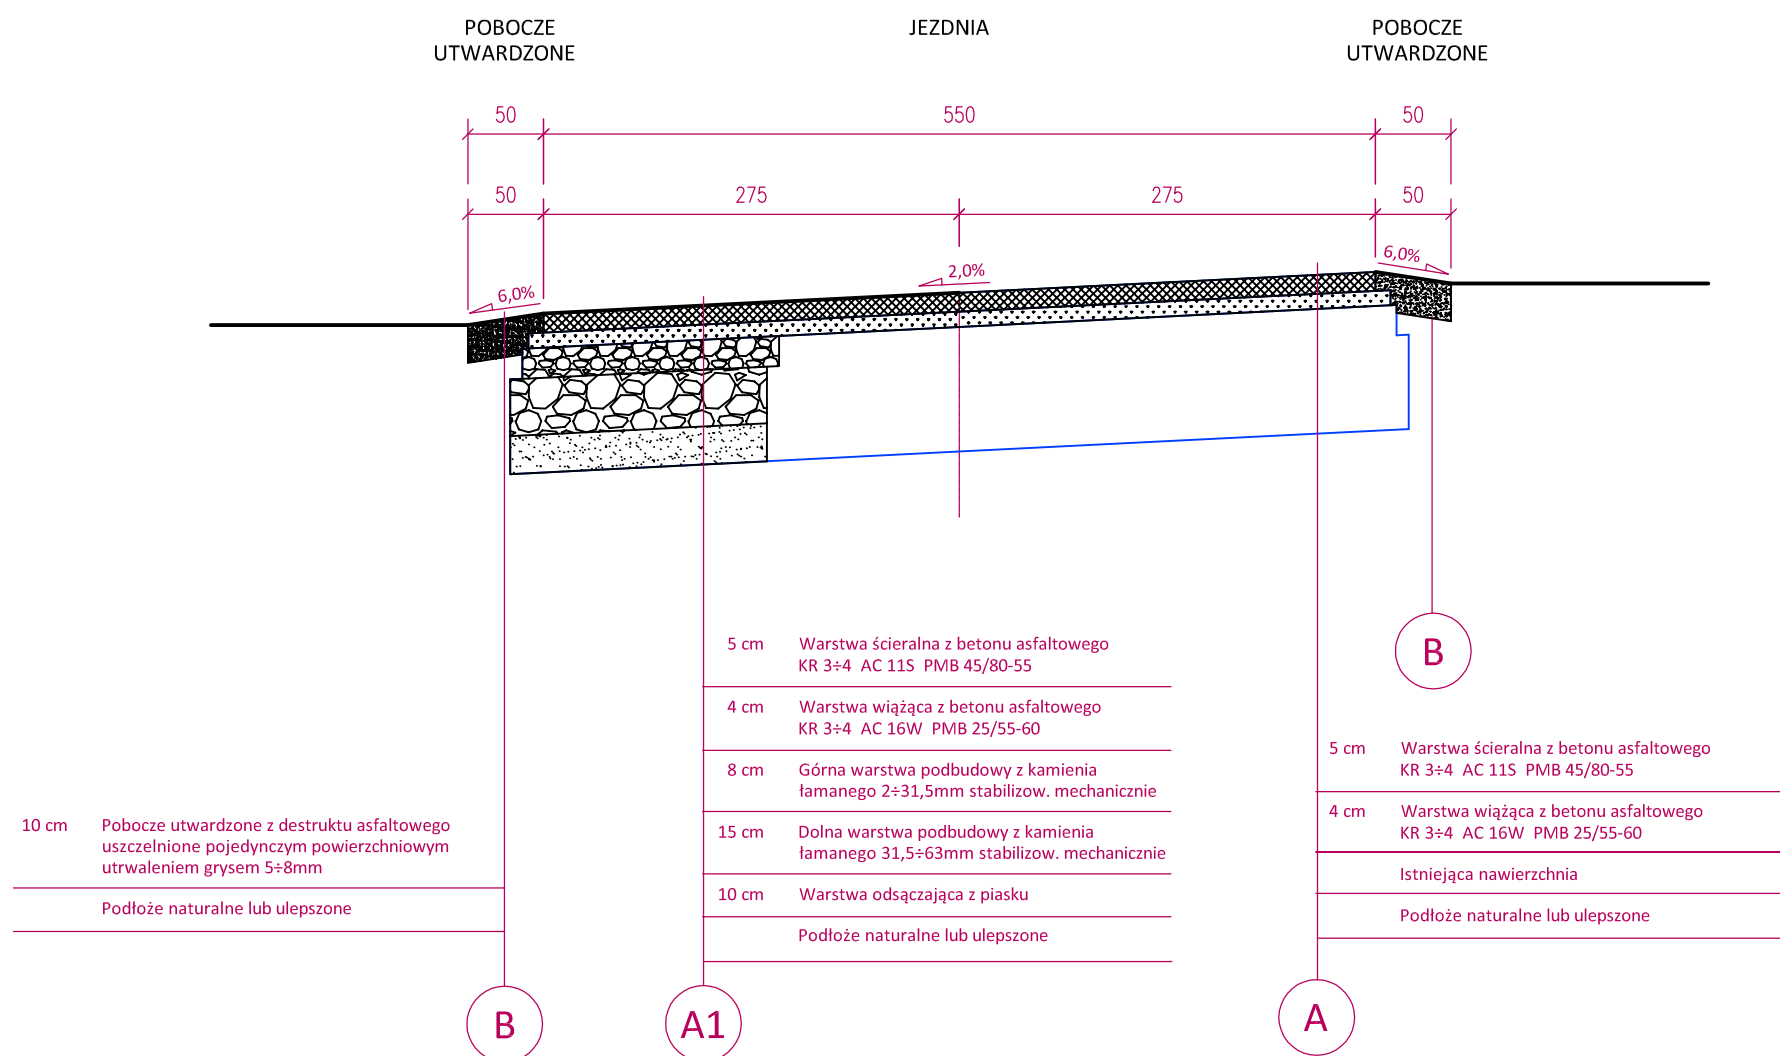 POBOCZE
UTWARDZONE
JEZDNIA
POBOCZE
UTWARDZONE
50
550
50
50
275
275
50
6,0%
2,0%
6,0%
B
5 cm Warstwa ścieralna z betonu asfaltowego
KR 3÷4 AC 11S PMB 45/80-55
4 cm Warstwa wiążąca z betonu asfaltowego
KR 3÷4 AC 16W PMB 25/55-60
8 cm Górna warstwa podbudowy z kamienia
łamanego 2÷31,5mm stabilizow. mechanicznie
15 cm Dolna warstwa podbudowy z kamienia
łamanego 31,5÷63mm stabilizow. mechanicznie
10 cm Warstwa odsączająca z piasku
Podłoże naturalne lub ulepszone
5 cm Warstwa ścieralna z betonu asfaltowego
KR 3÷4 AC 11S PMB 45/80-55
4 cm Warstwa wiążąca z betonu asfaltowego
KR 3÷4 AC 16W PMB 25/55-60
Istniejąca nawierzchnia
Podłoże naturalne lub ulepszone
10 cm Pobocze utwardzone z destruktu asfaltowego
uszczelnione pojedynczym powierzchniowym
utrwaleniem grysem 5÷8mm
Podłoże naturalne lub ulepszone
B
A1
A